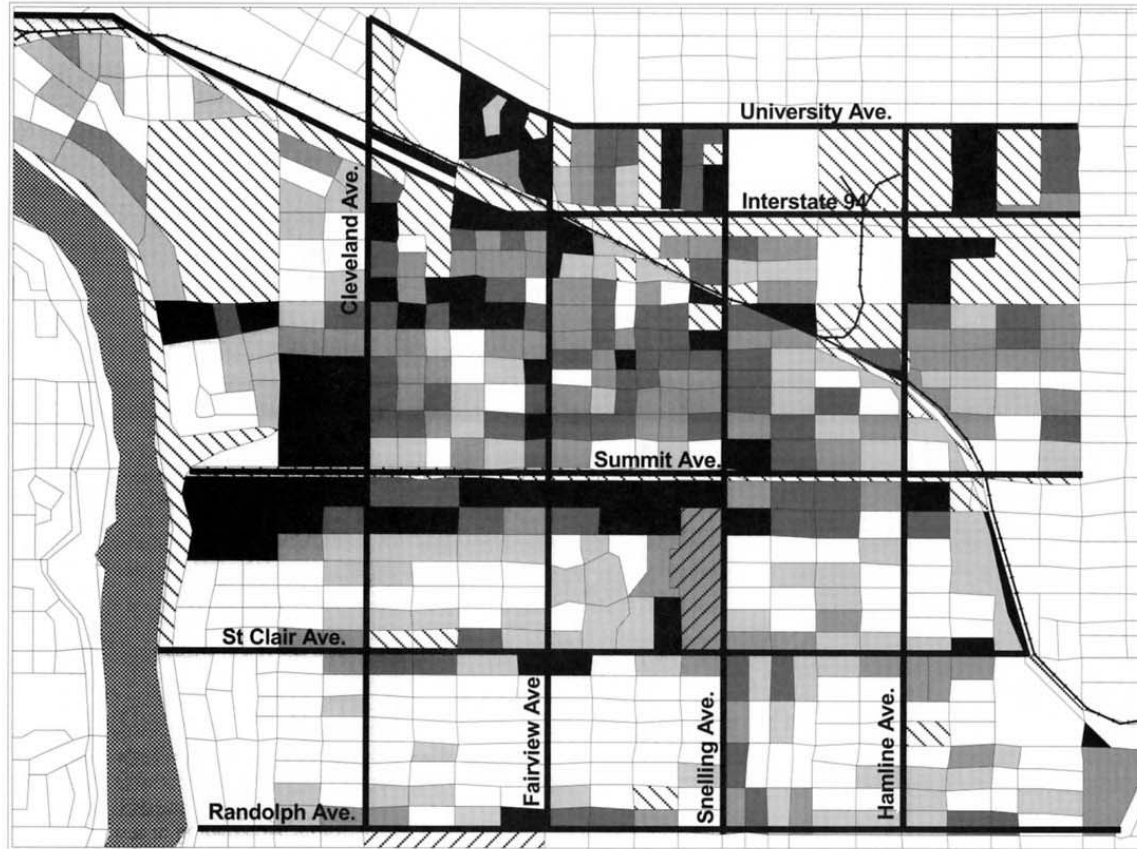 University Ave.
Interstate 94
Cleveland Ave.
Summit Ave.
St Clair Ave.
Fairview Ave
Snelling Ave.
Hamline Ave.
Randolph Ave.